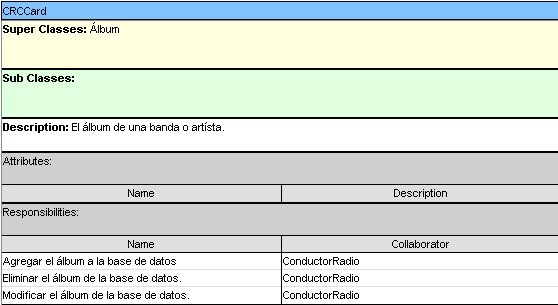 CRCCard
Super Classes: Álbum
Sub Classes:
Description: El álbum de una banda o artísta.
Attributes:
Name Description
Responsibilities:
Name Collaborator
Agregar el álbum a la base de datos ConductorRadio
Eliminar el álbum de la base de datos. ConductorRadio
Modificar el álbum de la base de datos. ConductorRadio